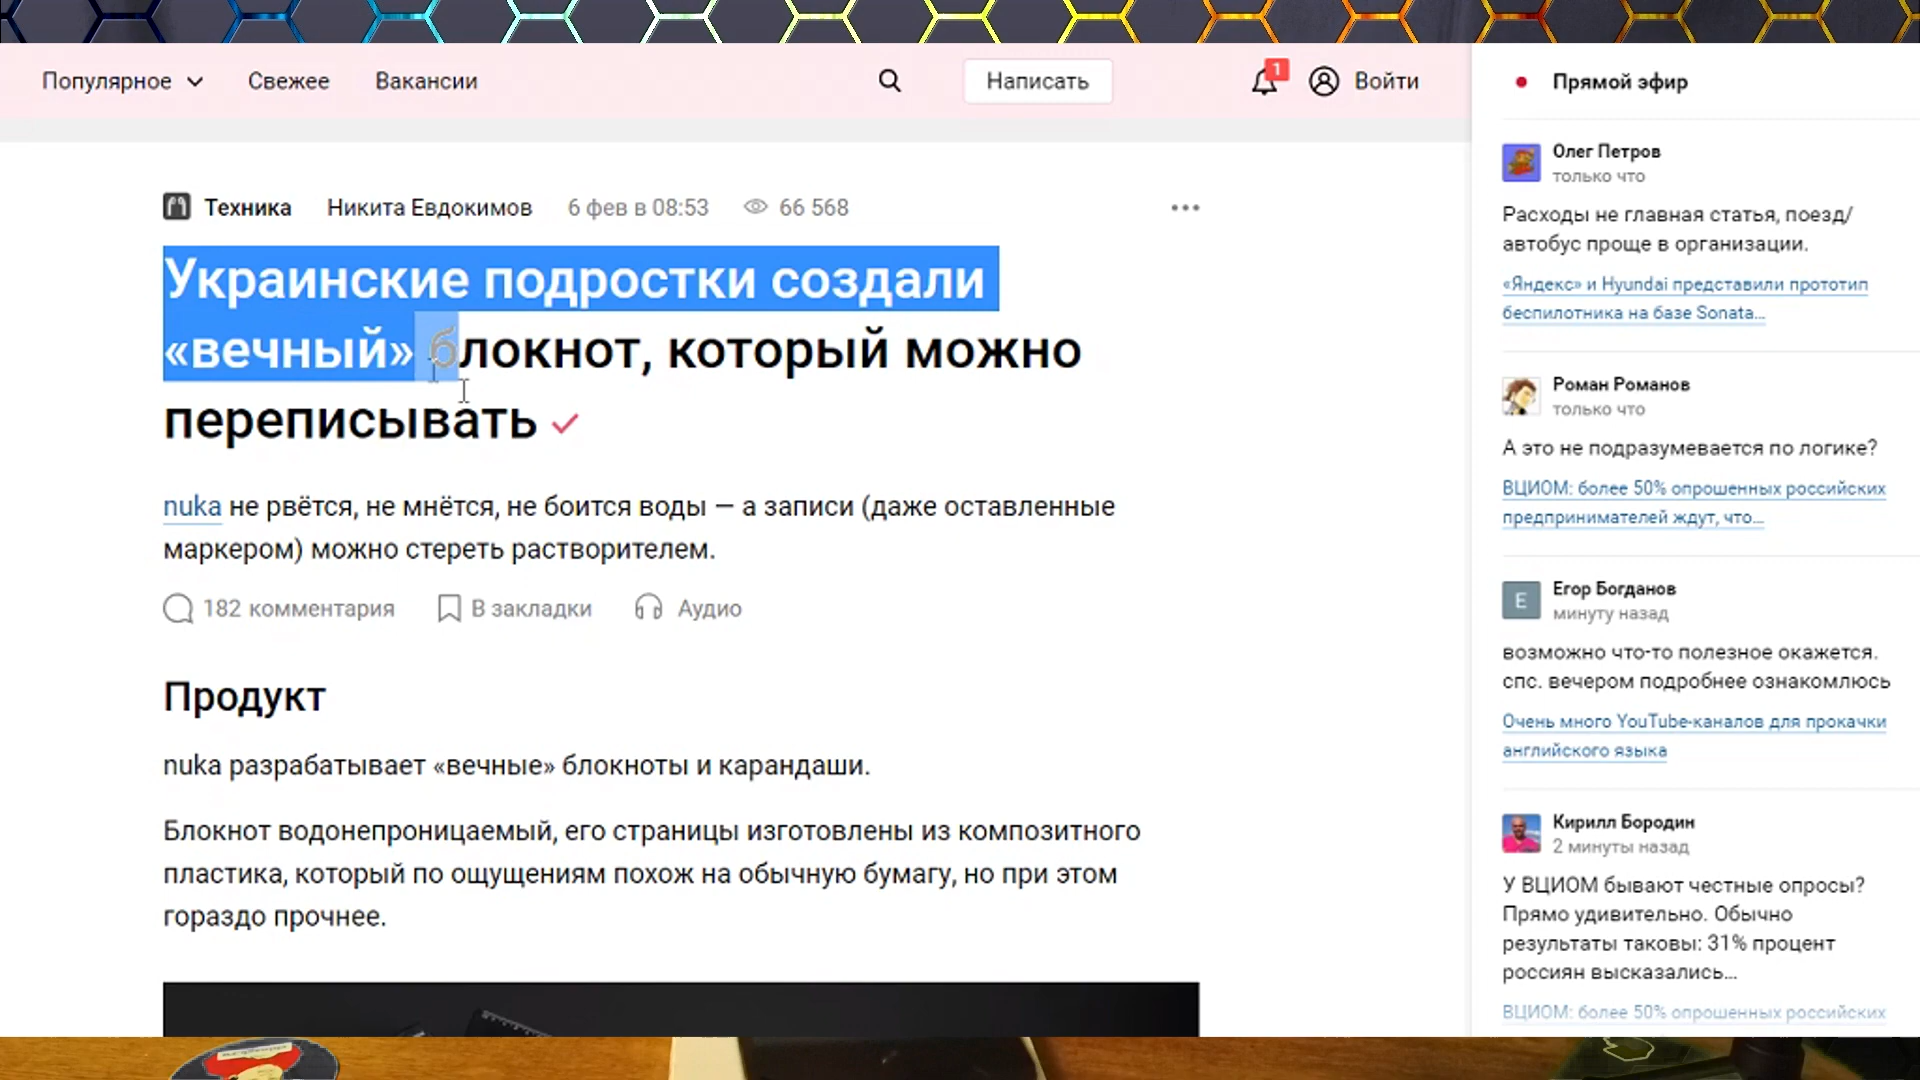 Популярное
Свежее
Вакансии
Написать
1
Войти
Техника
Никита Евдокимов
6 фев в 08:53
66 568
Украинские подростки создали
«вечный» блокнот, который можно
переписывать
nuka не рвётся, не мнётся, не боится воды — а записи (даже оставленные
маркером) можно стереть растворителем.
182 комментария
В закладки
Аудио
Продукт
nuka разрабатывает «вечные» блокноты и карандаши.
Блокнот водонепроницаемый, его страницы изготовлены из композитного
пластика, который по ощущениям похож на обычную бумагу, но при этом
гораздо прочнее.
Прямой эфир
Олег Петров
только что
Расходы не главная статья, поезд/
автобус проще в организации.
«Яндекс» и Hyundai представили прототип
беспилотника на базе Sonata...
Роман Романов
только что
А это не подразумевается по логике?
ВЦИОМ: более 50% опрошенных российских
предпринимателей ждут, что...
Е
Егор Богданов
минуту назад
возможно что-то полезное окажется.
спс. вечером подробнее ознакомлюсь
Очень много YouTube-каналов для прокачки
английского языка
Кирилл Бородин
2 минуты назад
У ВЦИОМ бывают честные опросы?
Прямо удивительно. Обычно
результаты таковы: 31% процент
россиян высказались...
ВЦИОМ: более 50% опрошенных российских